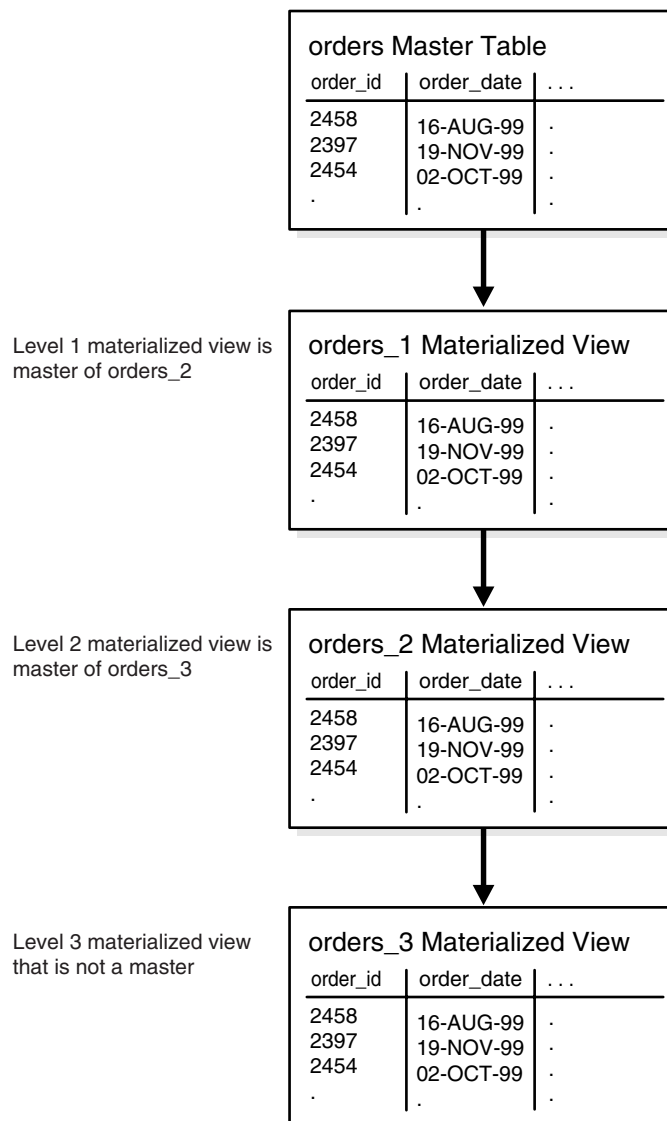 orders Master Table
order_id order_date . . .
2458 16-AUG-99 .
2397 19-NOV-99 .
2454 02-OCT-99 .
. . .
Level 1 materialized view is
master of orders_2
orders_1 Materialized View
order_id order_date . . .
2458 16-AUG-99 .
2397 19-NOV-99 .
2454 02-OCT-99 .
. . .
Level 2 materialized view is
master of orders_3
orders_2 Materialized View
order_id order_date . . .
2458 16-AUG-99 .
2397 19-NOV-99 .
2454 02-OCT-99 .
. . .
Level 3 materialized view
that is not a master
orders_3 Materialized View
order_id order_date . . .
2458 16-AUG-99 .
2397 19-NOV-99 .
2454 02-OCT-99 .
. . .